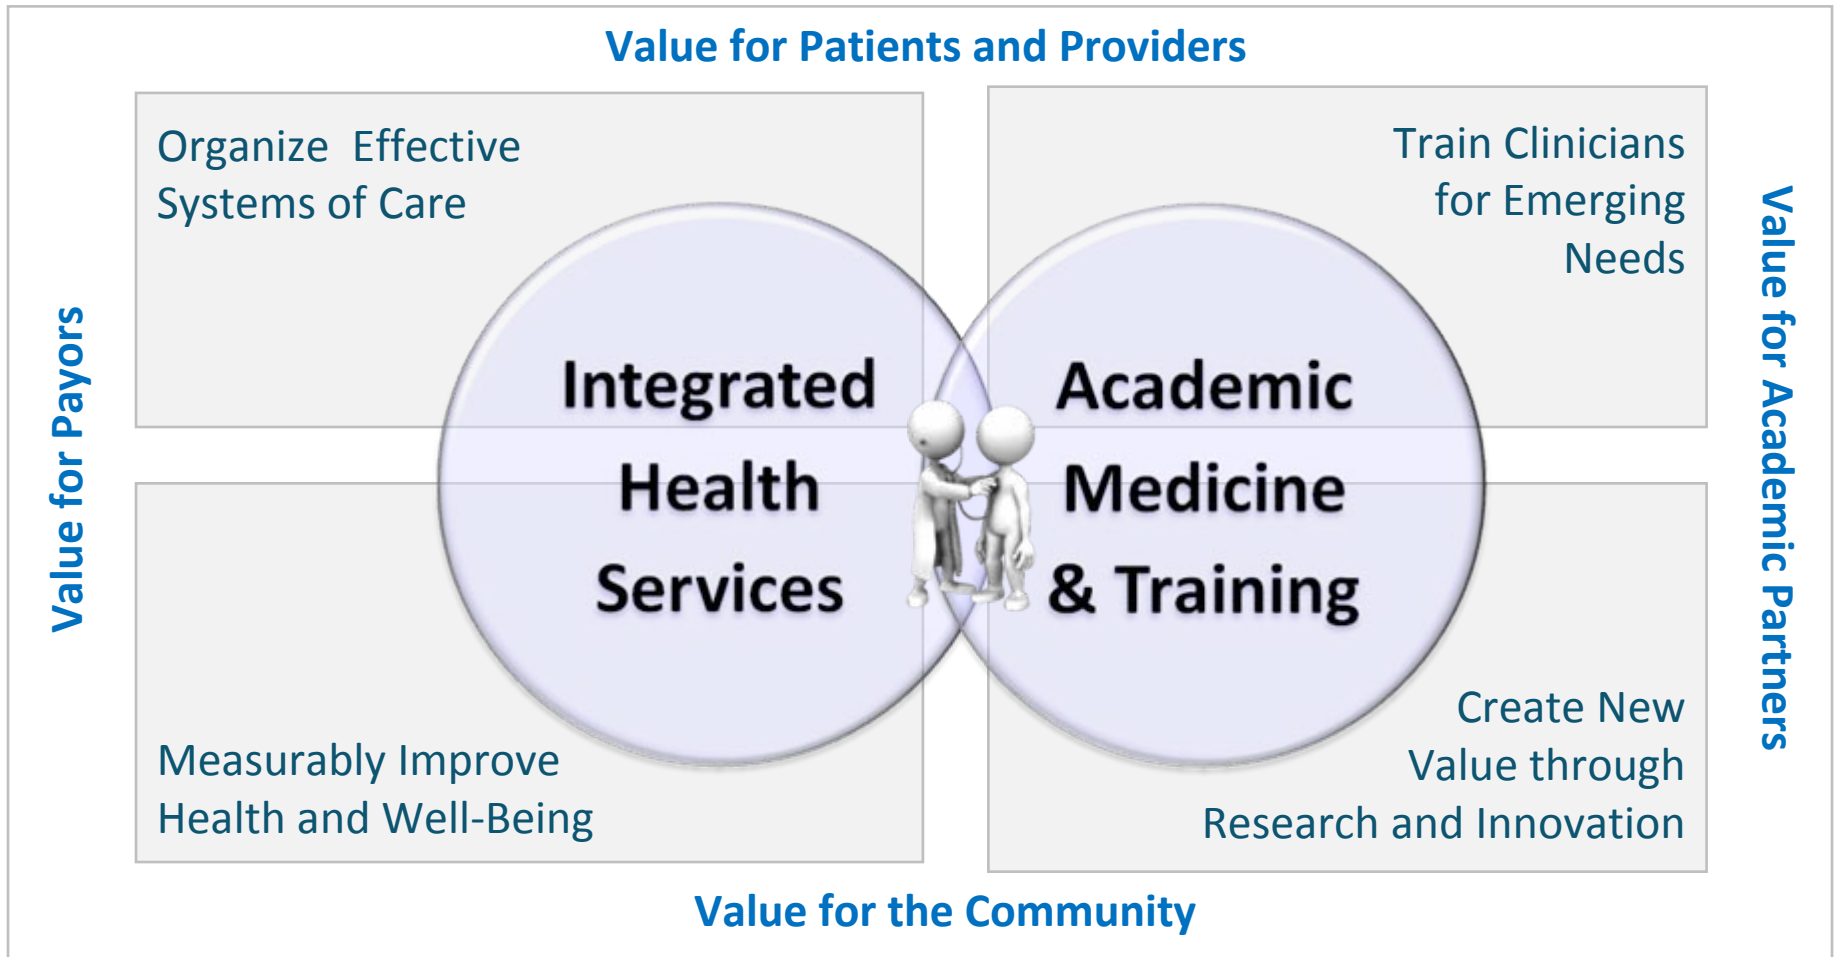 Value for Patients and Providers
Organize  Effective
Systems of Care
Train Clinicians
for Emerging
Needs
Value for Payors
Integrated
Health
Services
Academic
Medicine
& Training
Value for Academic Partners
Measurably Improve
Health and Well-Being
Create New
Value through
Research and Innovation
Value for the Community